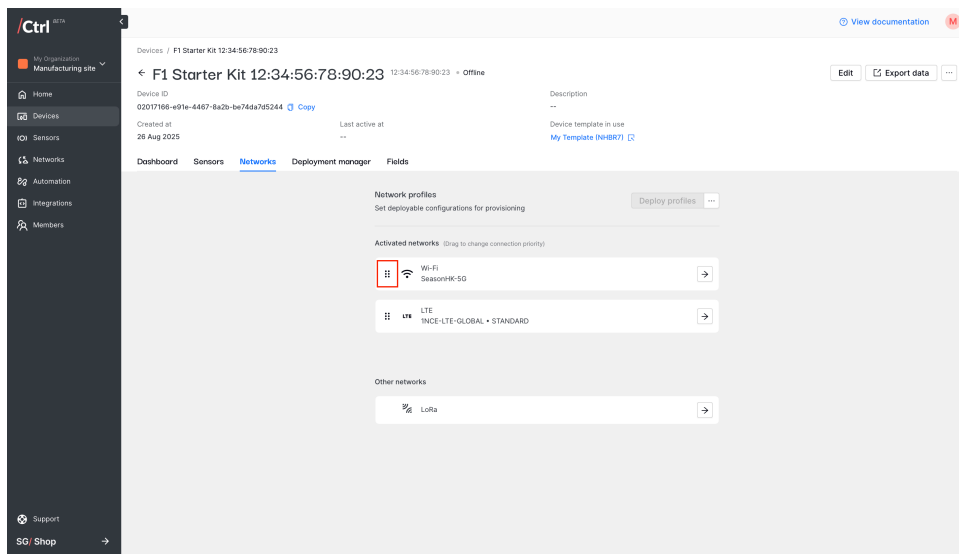 /Ctrl BETA
View documentation
M
My Organization
Manufacturing site
Home
Devices
Sensors
Networks
Automation
Integrations
Members
Support
SG/ Shop
Devices / F1 Starter Kit 12:34:56:78:90:23
F1 Starter Kit 12:34:56:78:90:23 12:34:56:78:90:23 Offline
Edit
Export data
Device ID
02017166-e91e-4467-8a2b-be74da7d5244 Copy
Description
--
Created at
26 Aug 2025
Last active at
--
Device template in use
My Template (NHBR7)
Dashboard Sensors Networks Deployment manager Fields
Network profiles
Set deployable configurations for provisioning
Deploy profiles
Activated networks (Drag to change connection priority)
Wi-Fi
SeasonHK-5G
LTE
LTE
1NCE-LTE-GLOBAL • STANDARD
Other networks
LoRa